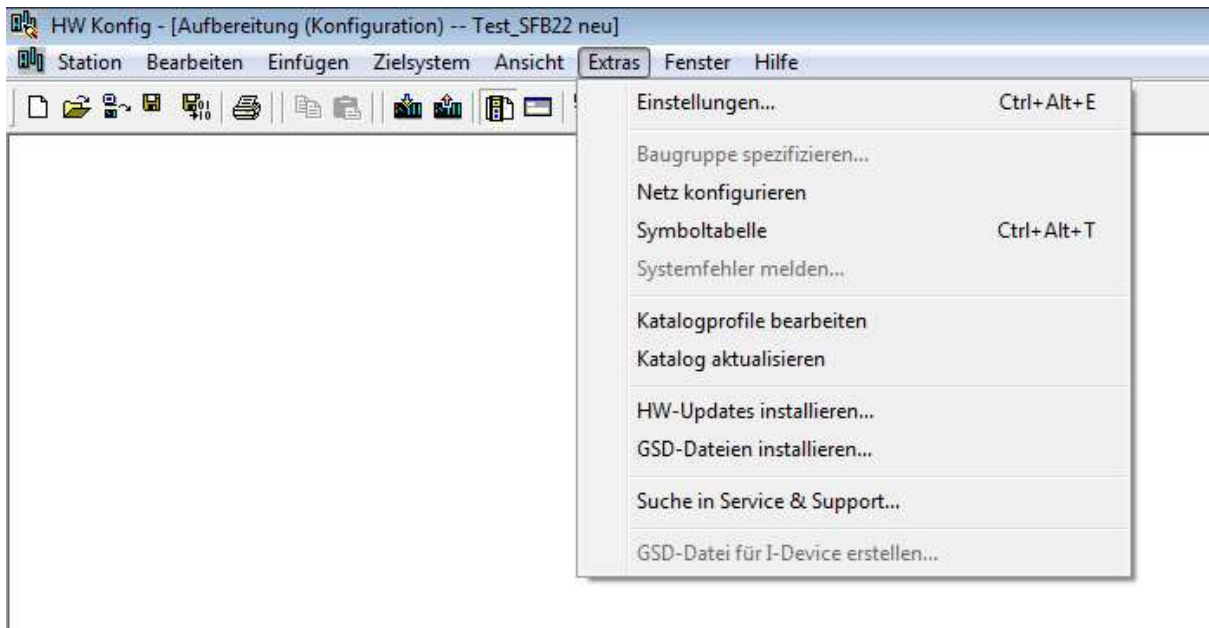 HW Konfig - [Aufbereitung (Konfiguration) -- Test_SFB22 neu]
Station Bearbeiten Einfügen Zielsystem Ansicht Extras Fenster Hilfe
Einstellungen... Ctrl+Alt+E
Baugruppe spezifizieren...
Netz konfigurieren
Symboltabelle Ctrl+Alt+T
Systemfehler melden...
Katalogprofile bearbeiten
Katalog aktualisieren
HW-Updates installieren...
GSD-Dateien installieren...
Suche in Service & Support...
GSD-Datei für I-Device erstellen...